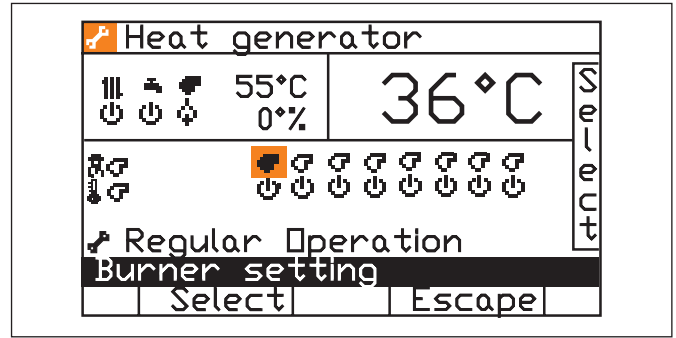 Heat generator
55°C
36°C
0°%
Select
Regular Operation
Burner setting
Select Escape